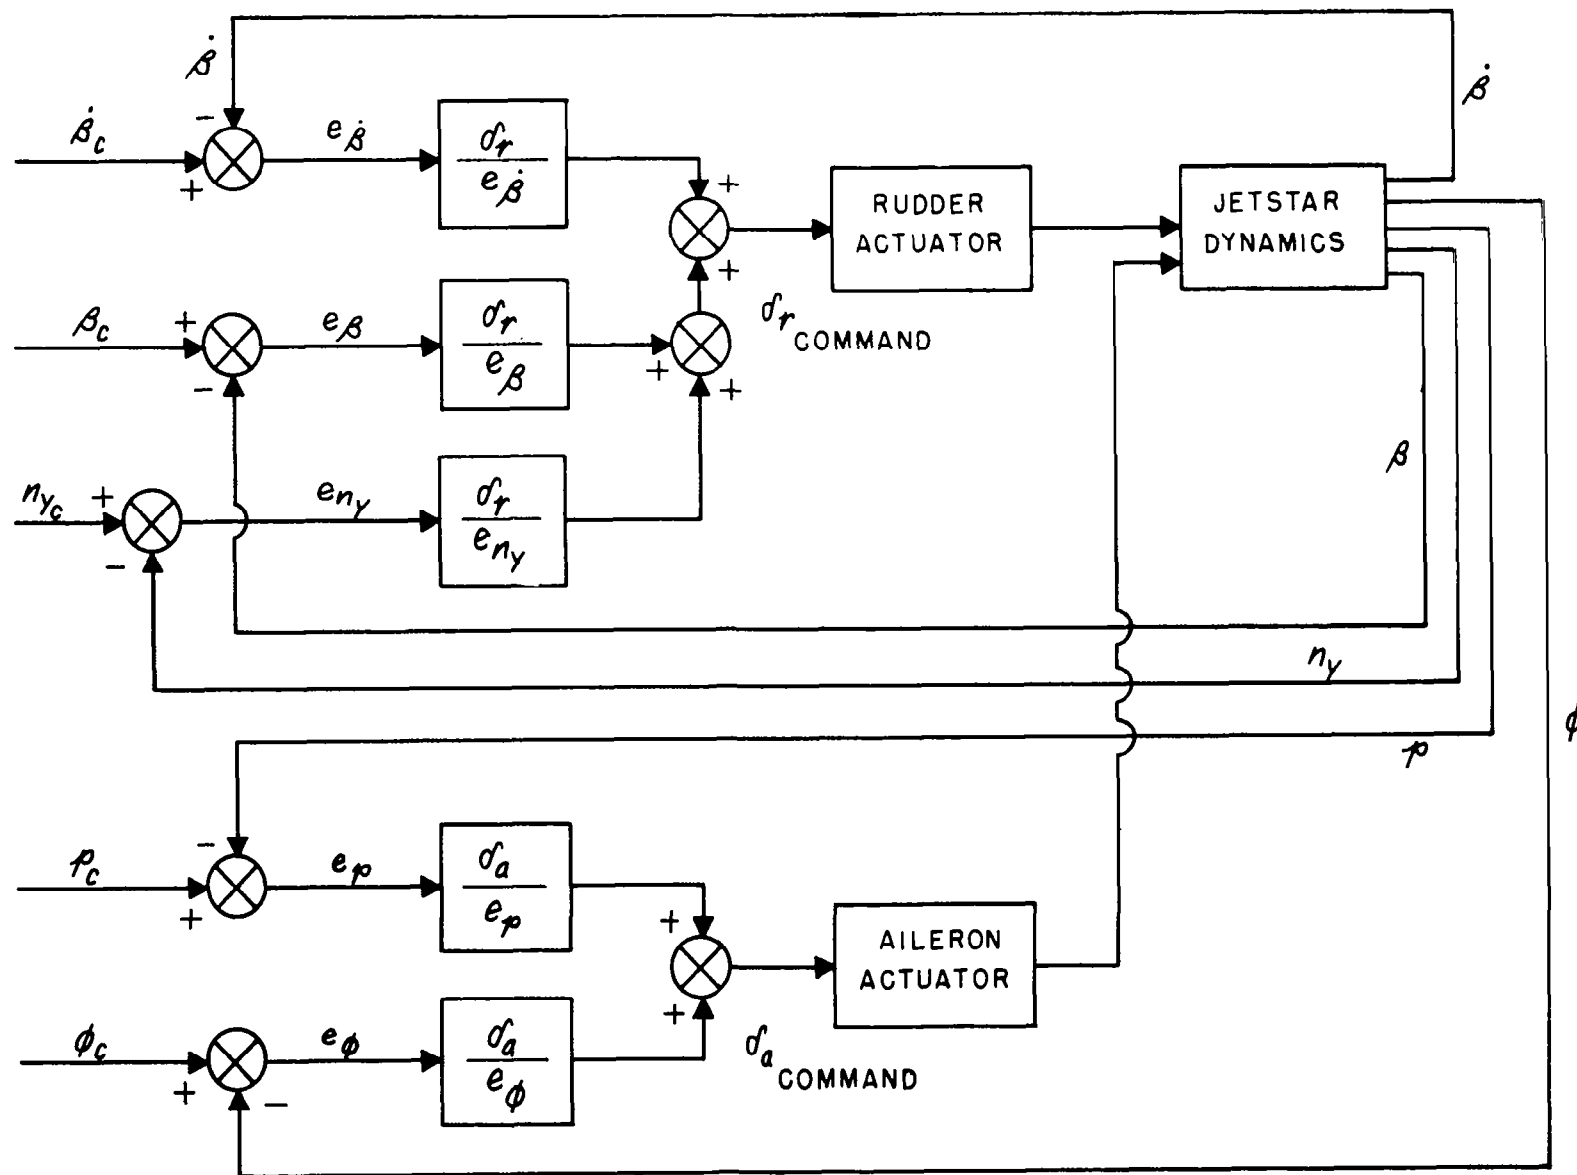 β̇
β̇
β̇c
-
+
eβ̇
δr
eβ̇
+
+
RUDDER
ACTUATOR
JETSTAR
DYNAMICS
βc
+
-
eβ
δr
eβ
+
+
δr COMMAND
β
nyc
+
-
eny
δr
eny
ny
ϕ
p
pc
-
+
ep
δa
ep
+
+
AILERON
ACTUATOR
ϕc
+
-
eϕ
δa
eϕ
δa COMMAND